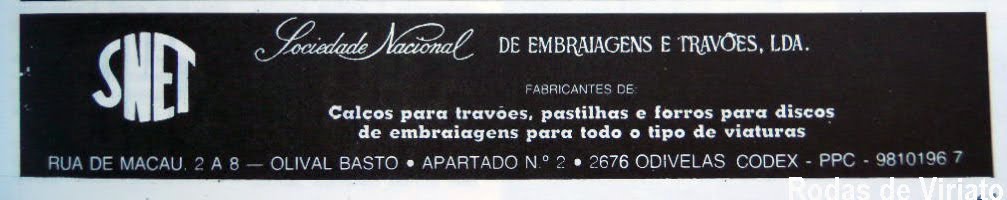 SNET
Sociedade Nacional DE EMBRAIAGENS E TRAVÕES, LDA.
FABRICANTES DE:
Calços para travões, pastilhas e forros para discos
de embraiagens para todo o tipo de viaturas
RUA DE MACAU. 2 A 8 — OLIVAL BASTO • APARTADO N.º 2 • 2676 ODIVELAS CODEX - PPC - 9810196 7
Rodas de Viriato